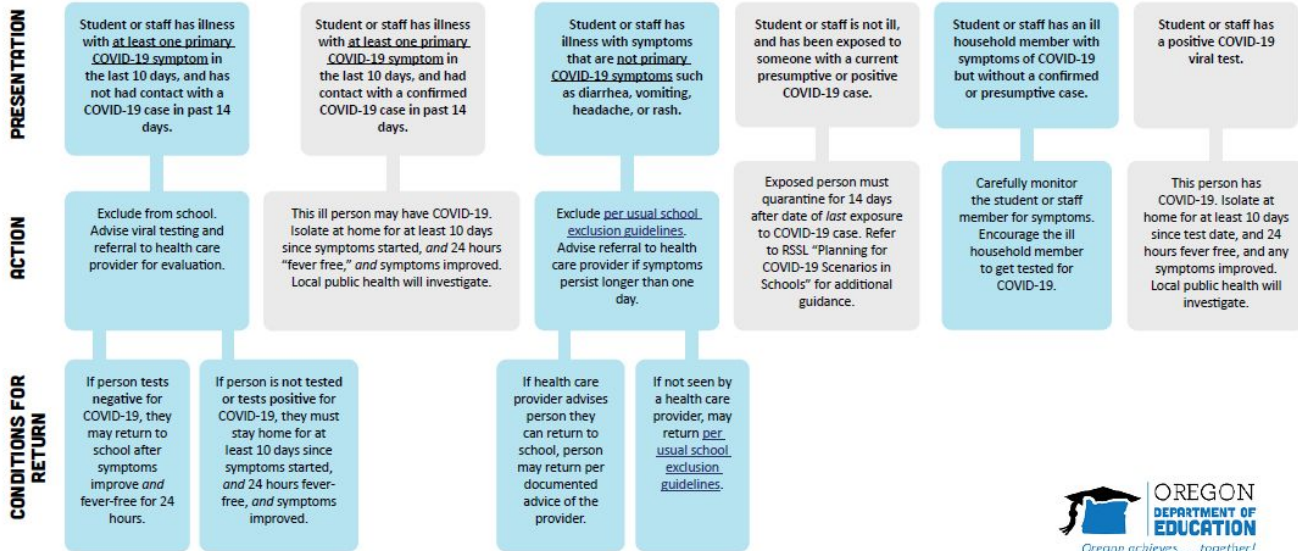 PRESENTATION
Student or staff has illness
with at least one primary
COVID-19 symptom in
the last 10 days, and has
not had contact with a
COVID-19 case in past 14
days.
Student or staff has illness
with at least one primary
COVID-19 symptom in
the last 10 days, and had
contact with a confirmed
COVID-19 case in past 14
days.
Student or staff has
illness with symptoms
that are not primary
COVID-19 symptoms such
as diarrhea, vomiting,
headache, or rash.
Student or staff is not ill,
and has been exposed to
someone with a current
presumptive or positive
COVID-19 case.
Student or staff has an ill
household member with
symptoms of COVID-19
but without a confirmed
or presumptive case.
Student or staff has
a positive COVID-19
viral test.
ACTION
Exclude from school.
Advise viral testing and
referral to health care
provider for evaluation.
This ill person may have COVID-19.
Isolate at home for at least 10 days
since symptoms started, and 24 hours
“fever free,” and symptoms improved.
Local public health will investigate.
Exclude per usual school
exclusion guidelines.
Advise referral to health
care provider if symptoms
persist longer than one
day.
Exposed person must
quarantine for 14 days
after date of last exposure
to COVID-19 case. Refer
to RSSL “Planning for
COVID-19 Scenarios in
Schools” for additional
guidance.
Carefully monitor
the student or staff
member for symptoms.
Encourage the ill
household member
to get tested for
COVID-19.
This person has
COVID-19. Isolate at
home for at least 10 days
since test date, and 24
hours fever free, and any
symptoms improved.
Local public health will
investigate.
CONDITIONS FOR
RETURN
If person tests
negative for
COVID-19, they
may return to
school after
symptoms
improve and
fever-free for 24
hours.
If person is not tested
or tests positive for
COVID-19, they must
stay home for at
least 10 days since
symptoms started,
and 24 hours fever-
free, and symptoms
improved.
If health care
provider advises
person they
can return to
school, person
may return per
documented
advice of the
provider.
If not seen by
a health care
provider, may
return per
usual school
exclusion
guidelines.
OREGON
DEPARTMENT OF
EDUCATION
Oregon achieves . . . together!